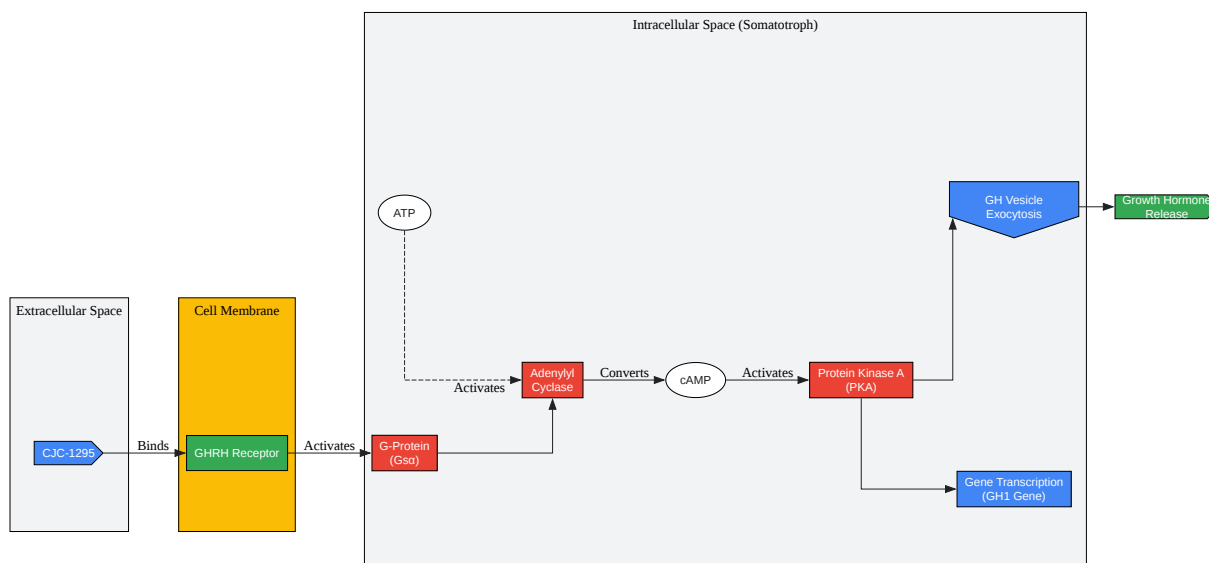 Intracellular Space (Somatotroph)
ATP
GH Vesicle
Exocytosis
Growth Hormone
Release
Extracellular Space
Cell Membrane
Adenylyl
Cyclase
Activates
Converts
cAMP
Activates
Protein Kinase A
(PKA)
CJC-1295
Binds
GHRH Receptor
Activates
G-Protein
(Gsα)
Gene Transcription
(GH1 Gene)